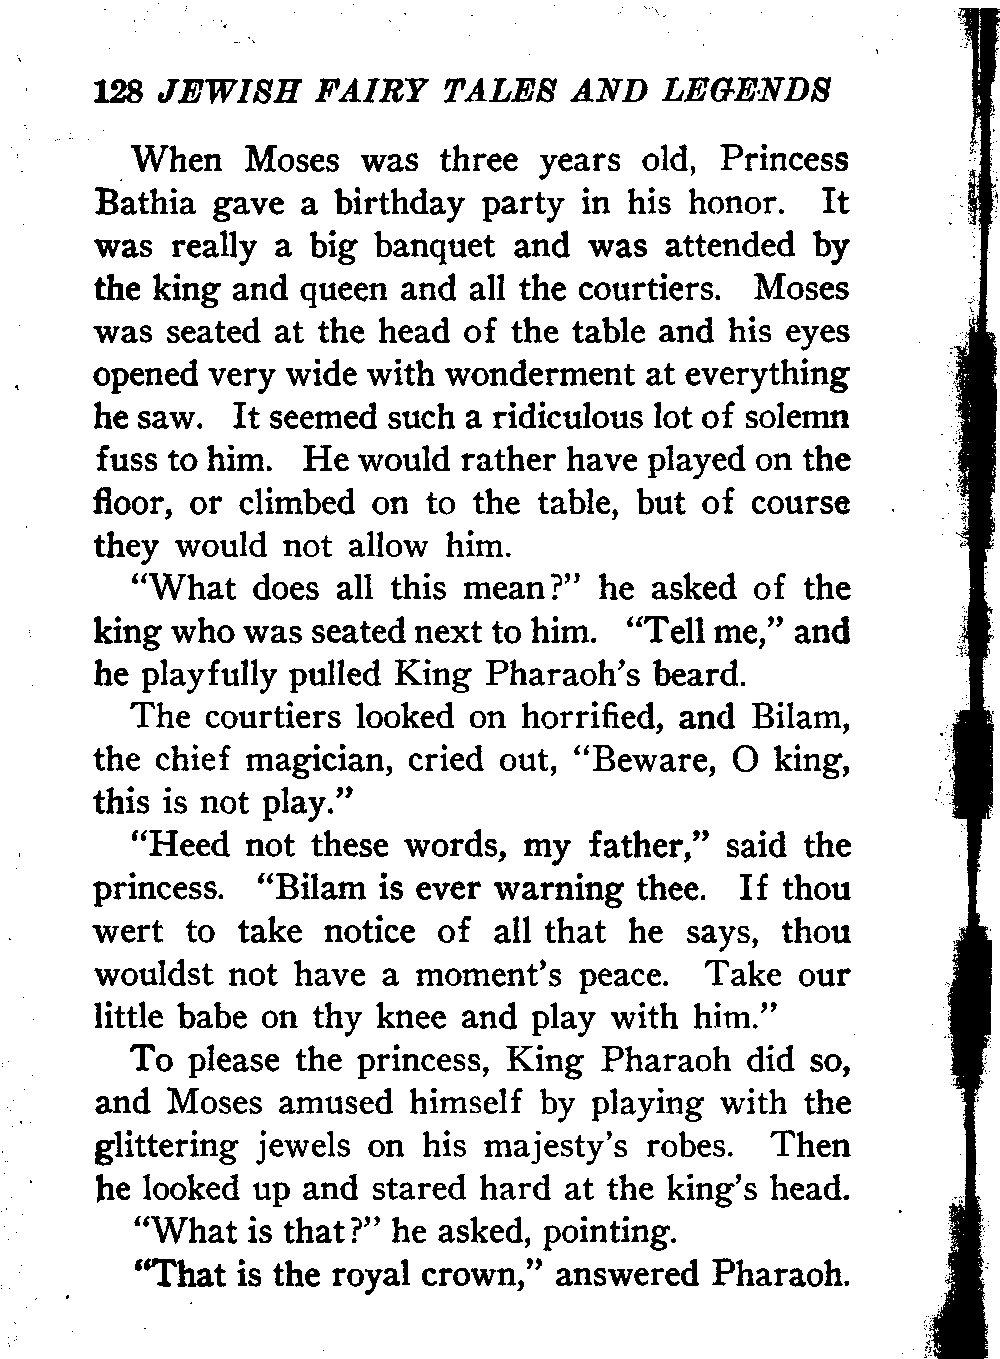 128 JEWISH FAIRY TALES AND LEGENDS
When Moses was three years old, Princess
Bathia gave a birthday party in his honor. It
was really a big banquet and was attended by
the king and queen and all the courtiers. Moses
was seated at the head of the table and his eyes
opened very wide with wonderment at everything
he saw. It seemed such a ridiculous lot of solemn
fuss to him. He would rather have played on the
floor, or climbed on to the table, but of course
they would not allow him.
“What does all this mean?” he asked of the
king who was seated next to him. “Tell me,” and
he playfully pulled King Pharaoh’s beard.
The courtiers looked on horrified, and Bilam,
the chief magician, cried out, “Beware, O king,
this is not play.”
“Heed not these words, my father,” said the
princess. “Bilam is ever warning thee. If thou
wert to take notice of all that he says, thou
wouldst not have a moment’s peace. Take our
little babe on thy knee and play with him.”
To please the princess, King Pharaoh did so,
and Moses amused himself by playing with the
glittering jewels on his majesty’s robes. Then
he looked up and stared hard at the king’s head.
“What is that?” he asked, pointing.
“That is the royal crown,” answered Pharaoh.